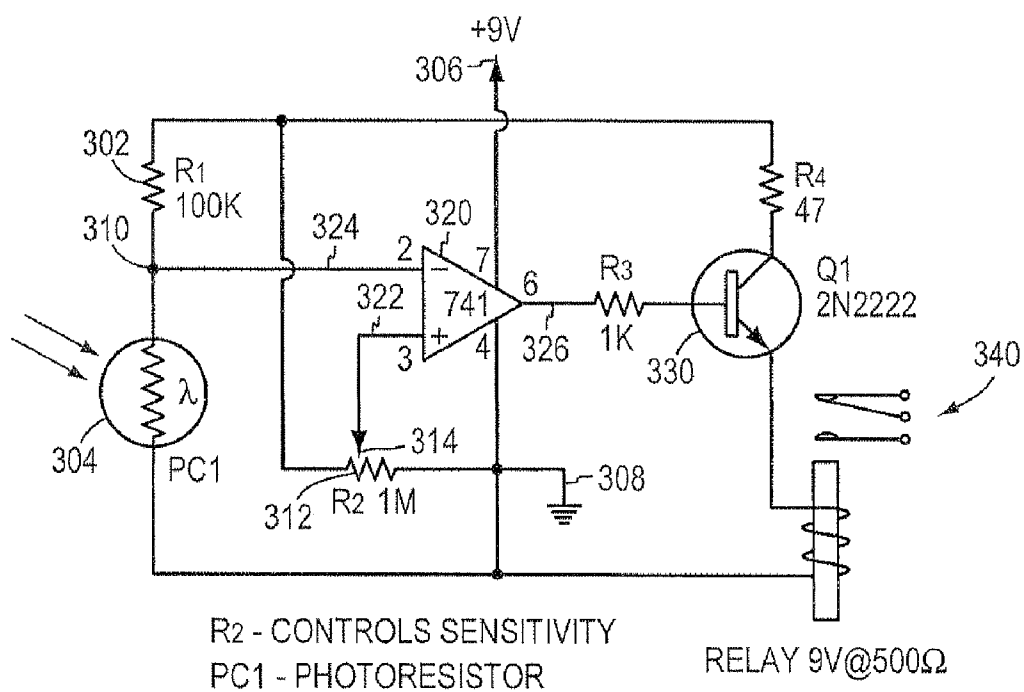 +9V
306
302
R1
100K
R4
47
310
324
320
2
−
7
6
R3
Q1
2N2222
322
741
+
3
4
326
1K
330
340
λ
304
PC1
314
308
312
R2 1M
R2 - CONTROLS SENSITIVITY
PC1 - PHOTORESISTOR
RELAY 9V@500Ω